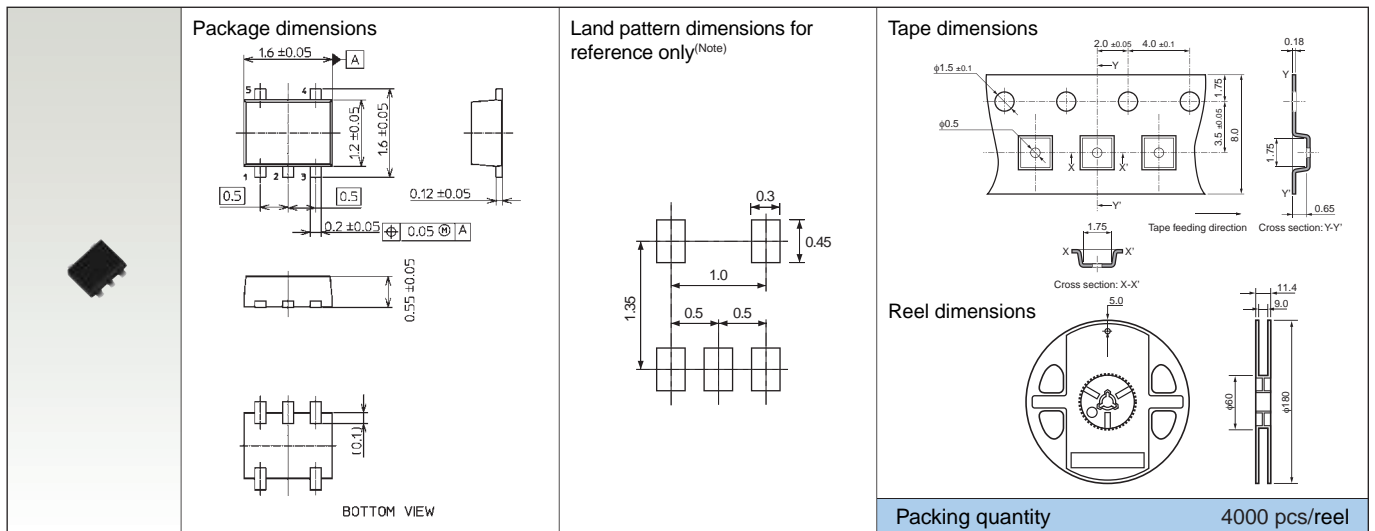 Package dimensions
1.6 ±0.05
A
5
4
1.2 ±0.05
1.6 ±0.05
1
2
3
0.5
0.5
0.2 ±0.05
⌖ 0.05 Ⓜ A
0.12 ±0.05
0.55 ±0.05
(0.1)
BOTTOM VIEW
Land pattern dimensions for
reference only(Note)
0.3
0.45
1.0
1.35
0.5
0.5
Tape dimensions
2.0 ±0.05
4.0 ±0.1
0.18
φ1.5 ±0.1
Y
Y
1.75
φ0.5
3.5 ±0.05
8.0
1.75
X
X'
Y'
Y'
0.65
Tape feeding direction
Cross section: Y-Y'
1.75
X
X'
Cross section: X-X'
Reel dimensions
5.0
11.4
9.0
φ60
φ180
Packing quantity
4000 pcs/reel